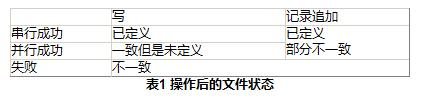 写 记录追加
串行成功 已定义 已定义
并行成功 一致但是未定义 部分不一致
失败 不一致
表1 操作后的文件状态